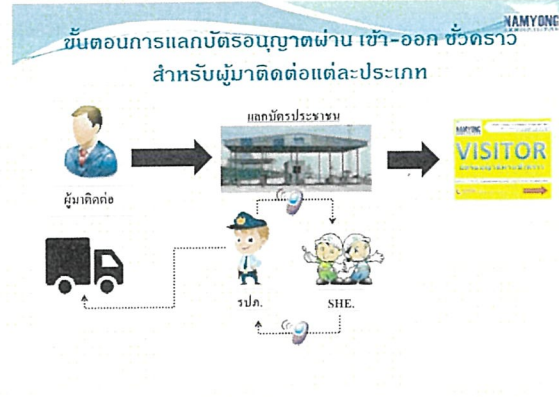 NAMYONG
ขั้นตอนการแลกบัตรอนุญาตผ่าน เข้า-ออก ชั่วคราว
สำหรับผู้มาติดต่อแต่ละประเภท
แลกบัตรประชาชน
NAMYONG
VISITOR
ผู้มาติดต่อ
รปภ.
SHE.